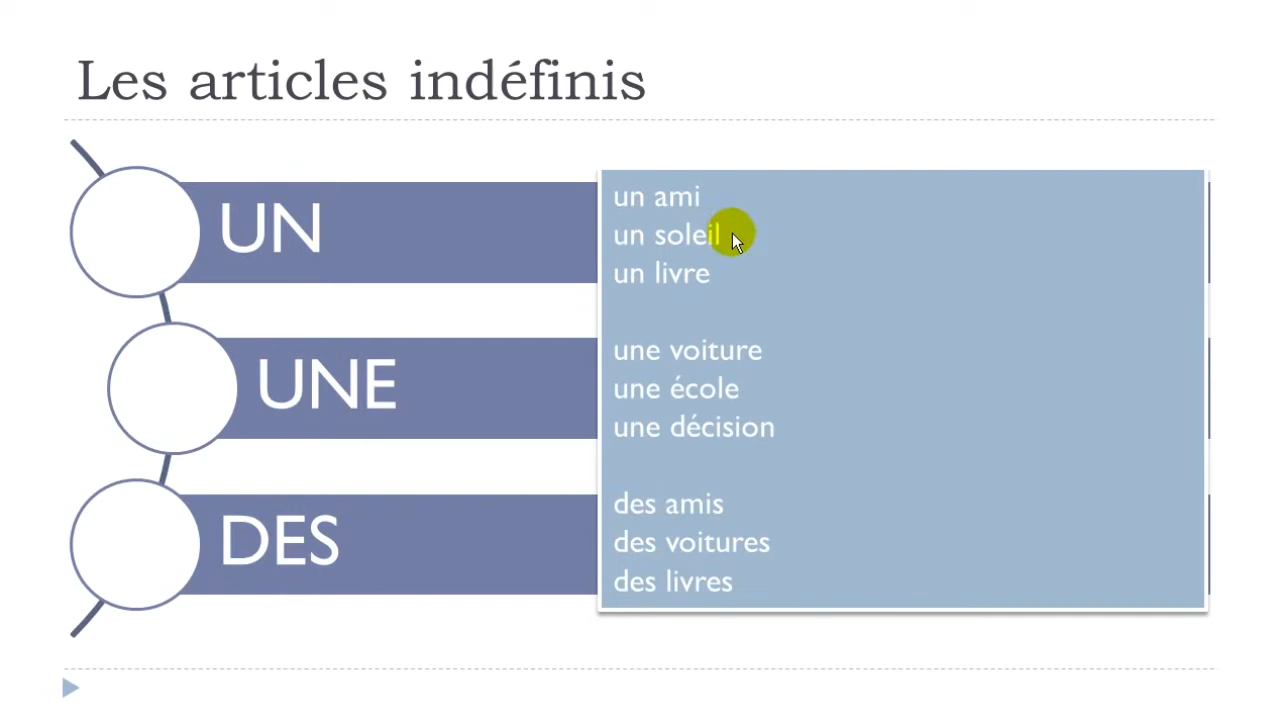 Les articles indéfinis
UN
un ami
un soleil
un livre
UNE
une voiture
une école
une décision
DES
des amis
des voitures
des livres